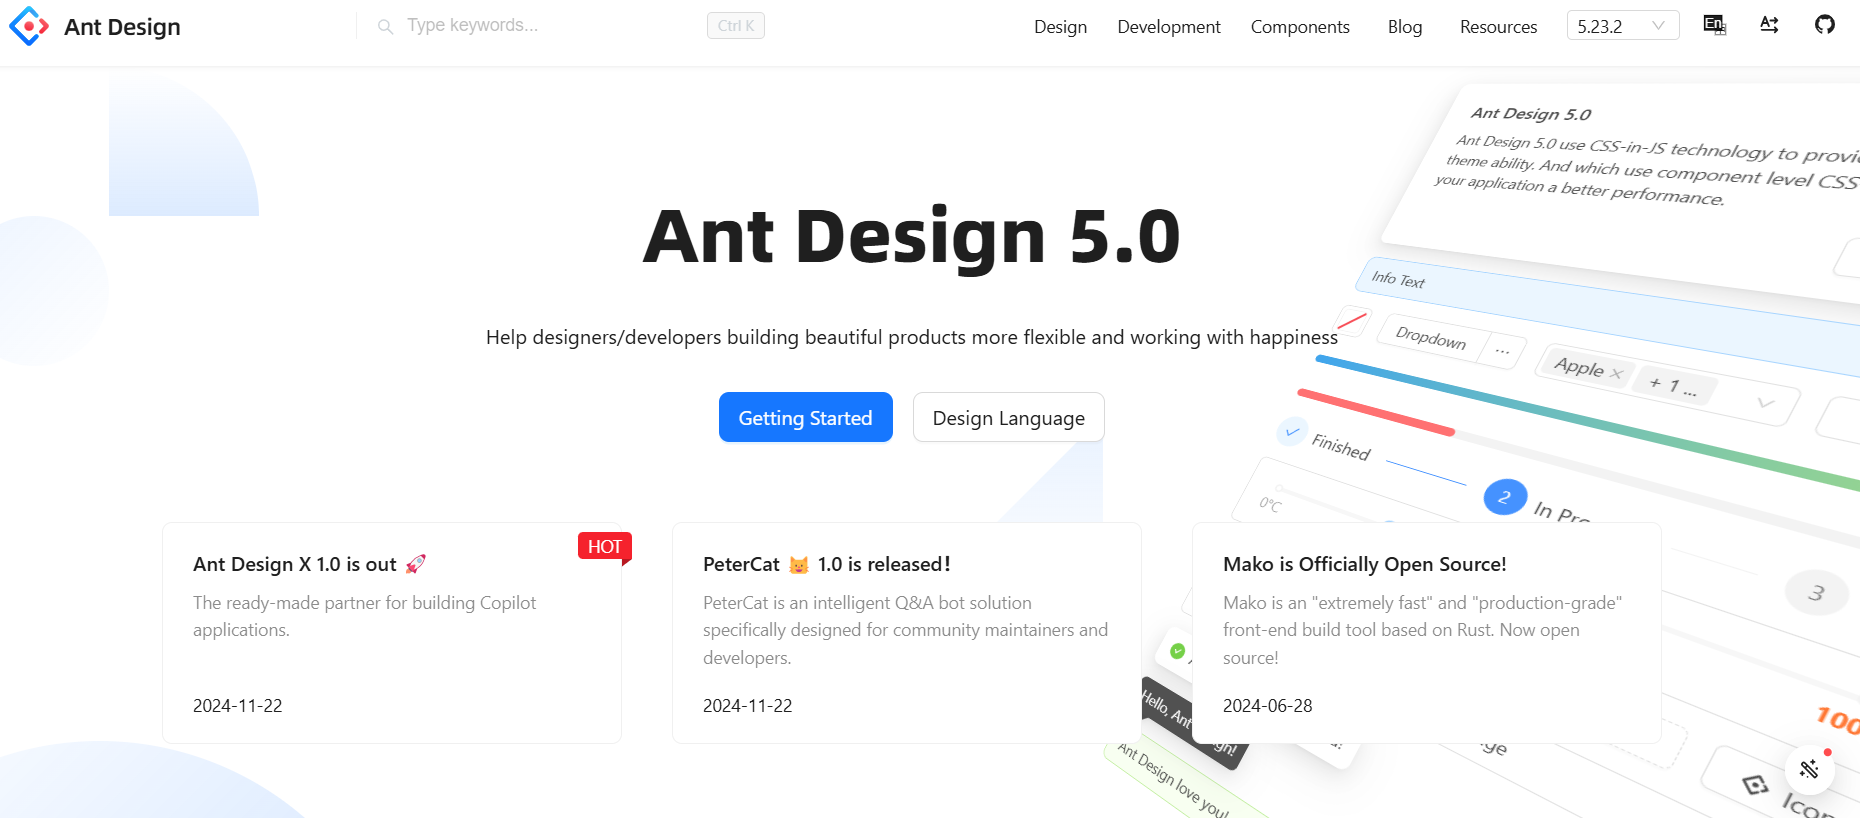 Ant Design
Type keywords...
Ctrl K
Design
Development
Components
Blog
Resources
5.23.2
En
Ant Design 5.0
Ant Design 5.0 use CSS-in-JS technology to provi
theme ability. And which use component level CSS
your application a better performance.
Ant Design 5.0
Info Text
Help designers/developers building beautiful products more flexible and working with happiness
Dropdown
...
Apple
+ 1 ...
Getting Started
Design Language
Finished
2
In Pro
0°C
3
HOT
Ant Design X 1.0 is out 🚀
The ready-made partner for building Copilot
applications.
2024-11-22
PeterCat 😺 1.0 is released!
PeterCat is an intelligent Q&A bot solution
specifically designed for community maintainers and
developers.
2024-11-22
Mako is Officially Open Source!
Mako is an "extremely fast" and "production-grade"
front-end build tool based on Rust. Now open
source!
2024-06-28
Hello, Ant
Ant Design love you!
100
Icon